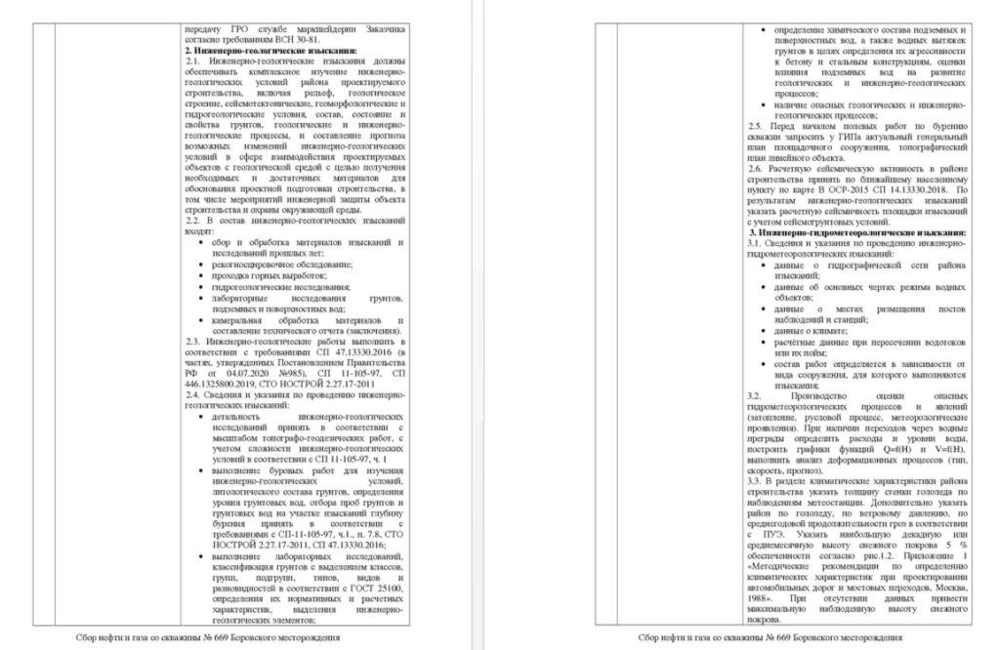 передачу ГРО службе маркшейдерии Заказчика
согласно требованиям ВСН 30-81.
2. Инженерно-геологические изыскания:
2.1. Инженерно-геологические изыскания должны
обеспечивать комплексное изучение инженерно-
геологических условий района проектируемого
строительства, включая рельеф, геологическое
строение, сейсмотектонические, геоморфологические и
гидрогеологические условия, состав, состояние и
свойства грунтов, геологические и инженерно-
геологические процессы, и составление прогноза
возможных изменений инженерно-геологических
условий в сфере взаимодействия проектируемых
объектов с геологической средой с целью получения
необходимых и достаточных материалов для
обоснования проектной подготовки строительства, в
том числе мероприятий инженерной защиты объекта
строительства и охраны окружающей среды.
2.2. В состав инженерно-геологических изысканий
входят:
• сбор и обработка материалов изысканий и
исследований прошлых лет;
• рекогносцировочное обследование;
• проходка горных выработок;
• гидрогеологические исследования;
• лабораторные исследования грунтов,
подземных и поверхностных вод;
• камеральная обработка материалов и
составление технического отчета (заключения).
2.3. Инженерно-геологические работы выполнить в
соответствии с требованиями СП 47.13330.2016 (в
частях, утвержденных Постановлением Правительства
РФ от 04.07.2020 №985), СП 11-105-97, СП
446.1325800.2019, СТО НОСТРОЙ 2.27.17-2011
2.4. Сведения и указания по проведению инженерно-
геологических изысканий:
• детальность инженерно-геологических
исследований принять в соответствии с
масштабом топографо-геодезических работ, с
учетом сложности инженерно-геологических
условий в соответствии с СП 11-105-97, ч. 1
• выполнение буровых работ для изучения
инженерно-геологических условий,
литологического состава грунтов, определения
уровня грунтовых вод, отбора проб грунтов и
грунтовых вод на участке изысканий глубину
бурения принять в соответствии с
требованиями с СП-11-105-97, ч.1., п. 7.8, СТО
НОСТРОЙ 2.27.17-2011, СП 47.13330.2016;
• выполнение лабораторных исследований,
классификация грунтов с выделением классов,
групп, подгрупп, типов, видов и
разновидностей в соответствии с ГОСТ 25100,
определения их нормативных и расчетных
характеристик, выделения инженерно-
геологических элементов;
Сбор нефти и газа со скважины № 669 Боровского месторождения
• определение химического состава подземных и
поверхностных вод, а также водных вытяжек
грунтов в целях определения их агрессивности
к бетону и стальным конструкциям, оценки
влияния подземных вод на развитие
геологических и инженерно-геологических
процессов;
• наличие опасных геологических и инженерно-
геологических процессов;
2.5. Перед началом полевых работ по бурению
скважин запросить у ГИПа актуальный генеральный
план площадочного сооружения, топографический
план линейного объекта.
2.6. Расчетную сейсмическую активность в районе
строительства принять по ближайшему населенному
пункту по карте В ОСР-2015 СП 14.13330.2018. По
результатам инженерно-геологических изысканий
указать расчетную сейсмичность площадки изысканий
с учетом сейсмогрунтовых условий.
3. Инженерно-гидрометеорологические изыскания:
3.1. Сведения и указания по проведению инженерно-
гидрометеорологических изысканий:
• данные о гидрографической сети района
изысканий;
• данные об основных чертах режима водных
объектов;
• данные о местах размещения постов
наблюдений и станций;
• данные о климате;
• расчётные данные при пересечении водотоков
или их пойм;
• состав работ определяется в зависимости от
вида сооружения, для которого выполняются
изыскания;
3.2. Производство оценки опасных
гидрометеорологических процессов и явлений
(затопление, русловой процесс, метеорологические
проявления). При наличии переходов через водные
преграды определить расходы и уровни воды,
построить графики функций Q=f(H) и V=f(H),
выполнить анализ деформационных процессов (тип,
скорость, прогноз).
3.3. В разделе климатические характеристики района
строительства указать толщину стенки гололеда по
наблюдениям метеостанции. Дополнительно указать
район по гололеду, по ветровому давлению, по
среднегодовой продолжительности гроз в соответствии
с ПУЭ. Указать наибольшую декадную или
среднемесячную высоту снежного покрова 5 %
обеспеченности согласно рис.1.2. Приложение 1
«Методические рекомендации по определению
климатических характеристик при проектировании
автомобильных дорог и мостовых переходов, Москва,
1988». При отсутствии данных привести
максимальную наблюденную высоту снежного
покрова.
Сбор нефти и газа со скважины № 669 Боровского месторождения